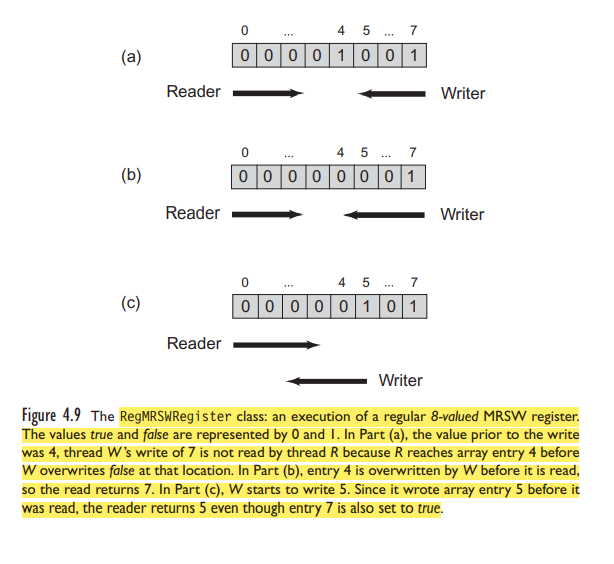 0 ... 4 5 ... 7
(a) 0 0 0 0 1 0 0 1
Reader Writer
0 ... 4 5 ... 7
(b) 0 0 0 0 0 0 0 1
Reader Writer
0 ... 4 5 ... 7
(c) 0 0 0 0 0 1 0 1
Reader
Writer
Figure 4.9 The RegMRSWRegister class: an execution of a regular 8-valued MRSW register.
The values true and false are represented by 0 and 1. In Part (a), the value prior to the write
was 4, thread W's write of 7 is not read by thread R because R reaches array entry 4 before
W overwrites false at that location. In Part (b), entry 4 is overwritten by W before it is read,
so the read returns 7. In Part (c), W starts to write 5. Since it wrote array entry 5 before it
was read, the reader returns 5 even though entry 7 is also set to true.